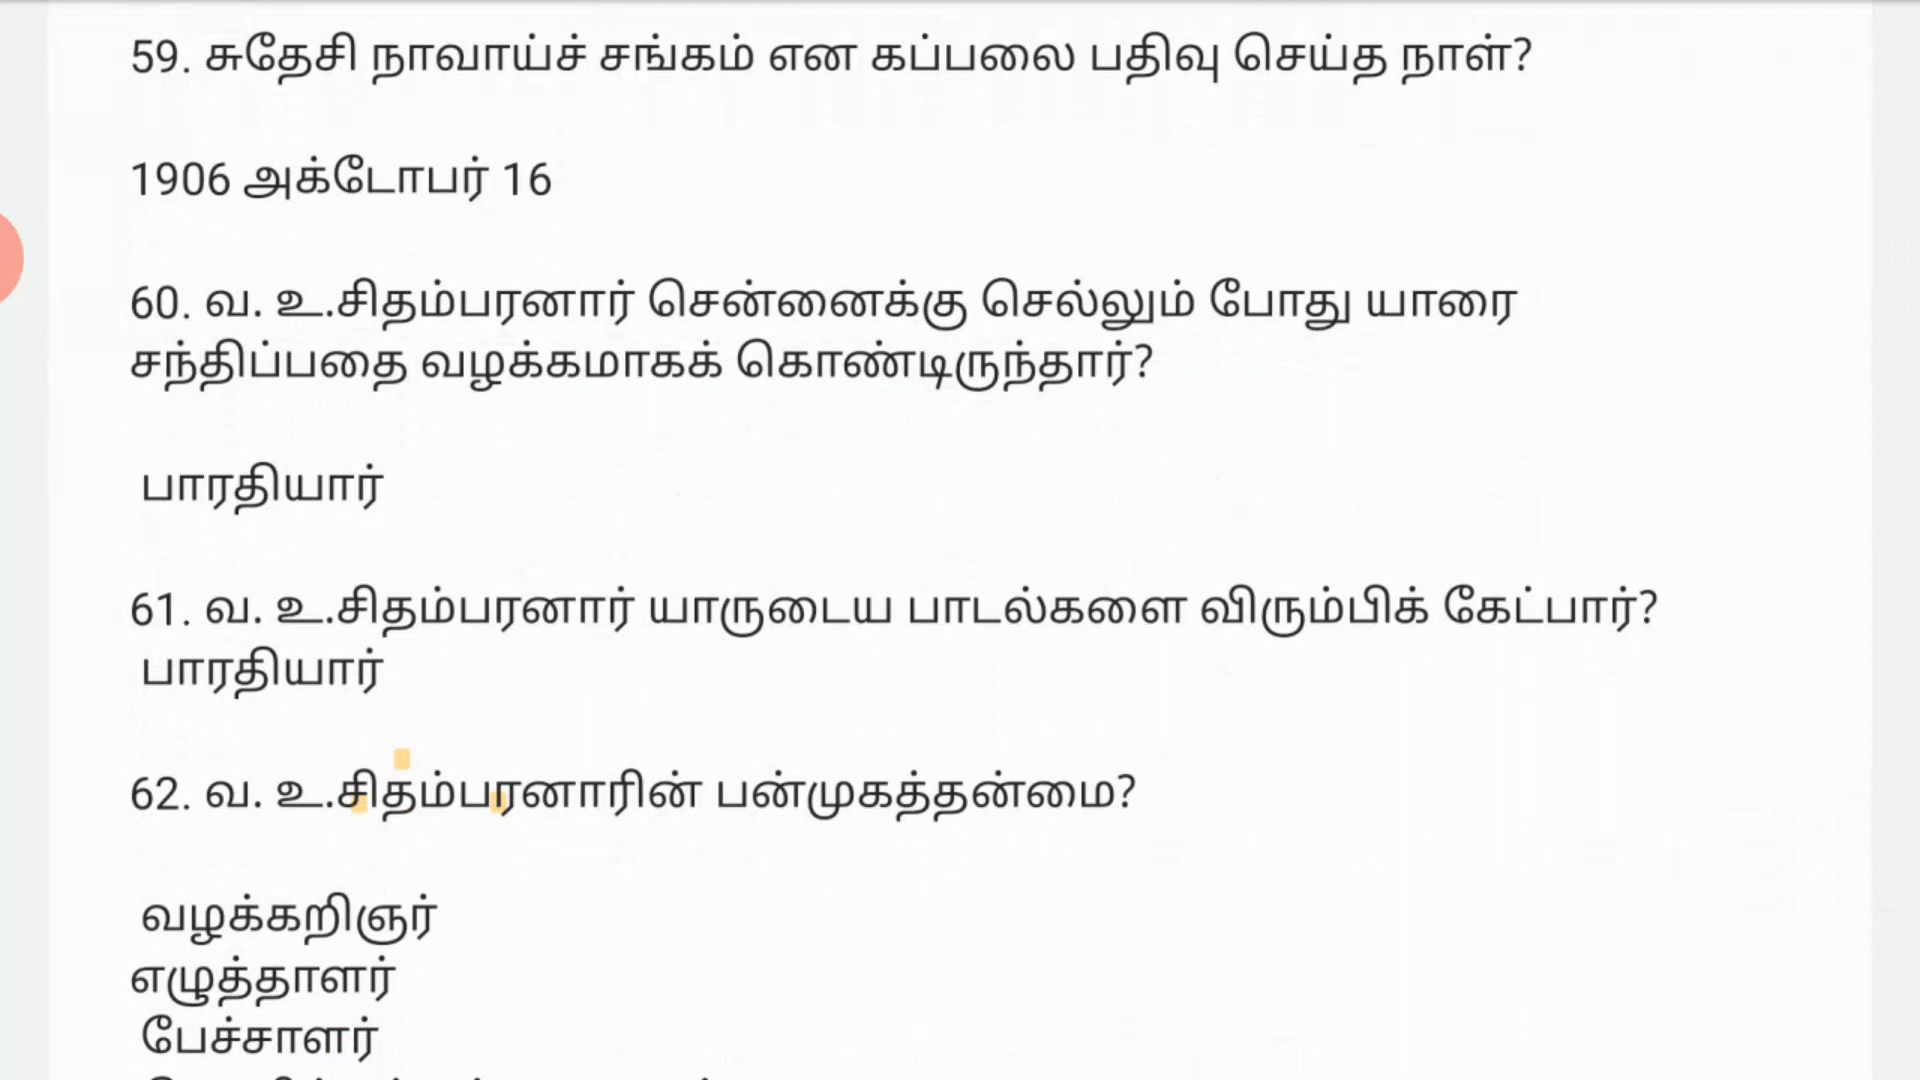 59. சுதேசி நாவாய்ச் சங்கம் என கப்பலை பதிவு செய்த நாள்?
1906 அக்டோபர் 16
60. வ. உ.சிதம்பரனார் சென்னைக்கு செல்லும் போது யாரை
சந்திப்பதை வழக்கமாகக் கொண்டிருந்தார்?
பாரதியார்
61. வ. உ.சிதம்பரனார் யாருடைய பாடல்களை விரும்பிக் கேட்பார்?
பாரதியார்
62. வ. உ.சிதம்பரனாரின் பன்முகத்தன்மை?
வழக்கறிஞர்
எழுத்தாளர்
பேச்சாளர்